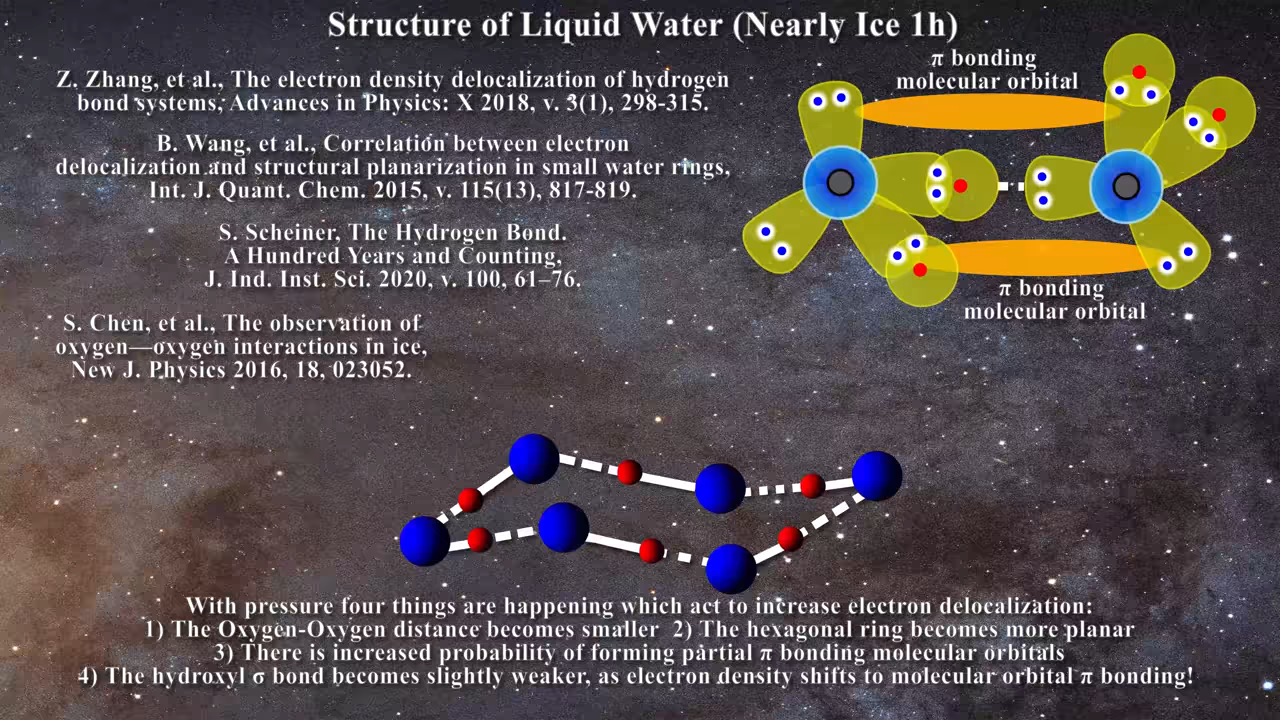 Structure of Liquid Water (Nearly Ice 1h)
Z. Zhang, et al., The electron density delocalization of hydrogen
bond systems, Advances in Physics: X 2018, v. 3(1), 298-315.
B. Wang, et al., Correlation between electron
delocalization and structural planarization in small water rings,
Int. J. Quant. Chem. 2015, v. 115(13), 817-819.
S. Scheiner, The Hydrogen Bond.
A Hundred Years and Counting,
J. Ind. Inst. Sci. 2020, v. 100, 61–76.
S. Chen, et al., The observation of
oxygen—oxygen interactions in ice,
New J. Physics 2016, 18, 023052.
π bonding
molecular orbital
π bonding
molecular orbital
With pressure four things are happening which act to increase electron delocalization:
1) The Oxygen-Oxygen distance becomes smaller 2) The hexagonal ring becomes more planar
3) There is increased probability of forming partial π bonding molecular orbitals
4) The hydroxyl σ bond becomes slightly weaker, as electron density shifts to molecular orbital π bonding!